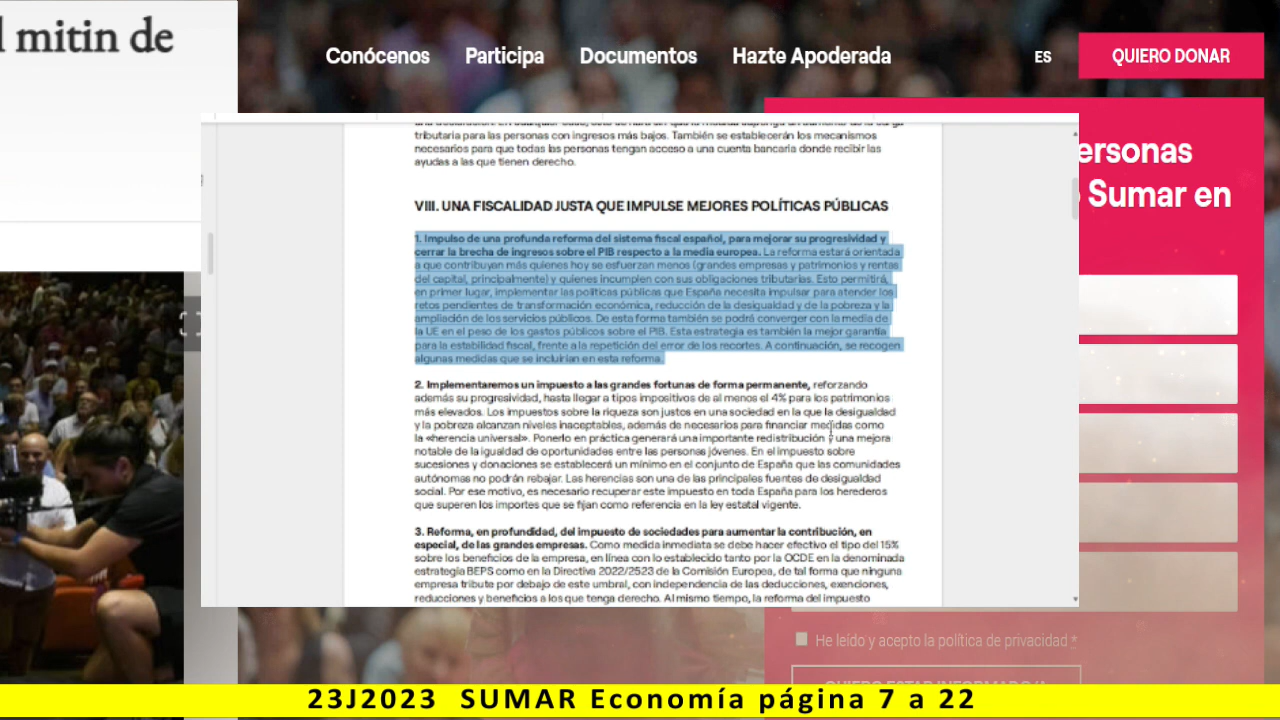 l mitin de
Conócenos Participa Documentos Hazte Apoderada ES QUIERO DONAR
ersonas
Sumar en
tributaria para las personas con ingresos más bajos. También se establecerán los mecanismos
necesarios para que todas las personas tengan acceso a una cuenta bancaria donde recibir las
ayudas a las que tienen derecho.
VIII. UNA FISCALIDAD JUSTA QUE IMPULSE MEJORES POLÍTICAS PÚBLICAS
1. Impulso de una profunda reforma del sistema fiscal español, para mejorar su progresividad y
cerrar la brecha de ingresos sobre el PIB respecto a la media europea. La reforma estará orientada
a que contribuyan más quienes hoy se esfuerzan menos (grandes empresas y patrimonios y rentas
del capital, principalmente) y quienes incumplen con sus obligaciones tributarias. Esto permitirá,
en primer lugar, implementar las políticas públicas que España necesita impulsar para atender los
retos pendientes de transformación económica, reducción de la desigualdad y de la pobreza y la
ampliación de los servicios públicos. De esta forma también se podrá converger con la media de
la UE en el peso de los gastos públicos sobre el PIB. Esta estrategia es también la mejor garantía
para la estabilidad fiscal, frente a la repetición del error de los recortes. A continuación, se recogen
algunas medidas que se incluirían en esta reforma.
2. Implementaremos un impuesto a las grandes fortunas de forma permanente, reforzando
además su progresividad, hasta llegar a tipos impositivos de al menos el 4% para los patrimonios
más elevados. Los impuestos sobre la riqueza son justos en una sociedad en la que la desigualdad
y la pobreza alcanzan niveles inaceptables, además de necesarios para financiar medidas como
la «herencia universal». Ponerlo en práctica generará una importante redistribución y una mejora
notable de la igualdad de oportunidades entre las personas jóvenes. En el impuesto sobre
sucesiones y donaciones se establecerá un mínimo en el conjunto de España que las comunidades
autónomas no podrán rebajar. Las herencias son una de las principales fuentes de desigualdad
social. Por ese motivo, es necesario recuperar este impuesto en toda España para los herederos
que superen los importes que se fijan como referencia en la ley estatal vigente.
3. Reforma, en profundidad, del impuesto de sociedades para aumentar la contribución, en
especial, de las grandes empresas. Como medida inmediata se debe hacer efectivo el tipo del 15%
sobre los beneficios de la empresa, en línea con lo establecido tanto por la OCDE en la denominada
estrategia BEPS como en la Directiva 2022/2523 de la Comisión Europea, de tal forma que ninguna
empresa tribute por debajo de este umbral, con independencia de las deducciones, exenciones,
reducciones y beneficios a los que tenga derecho. Al mismo tiempo, la reforma del impuesto
He leído y acepto la política de privacidad *
23J2023 SUMAR Economía página 7 a 22